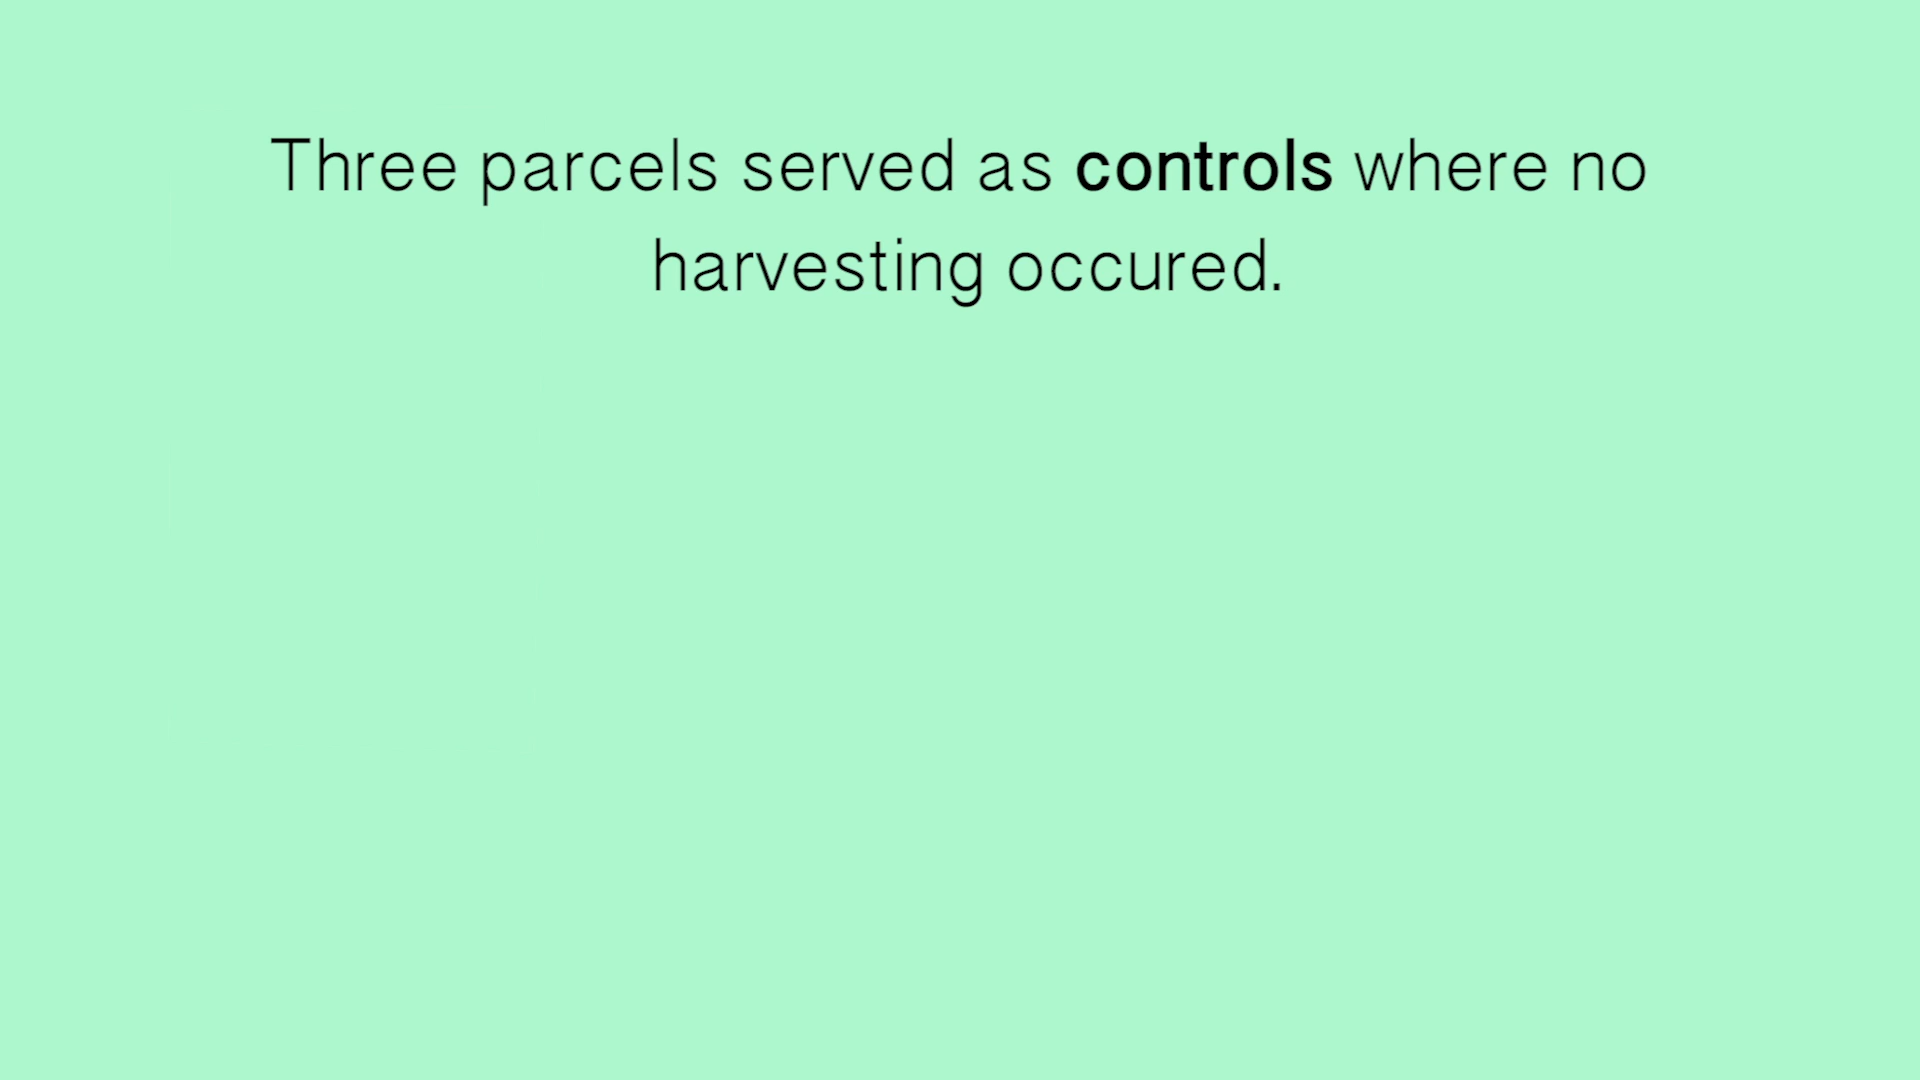 Three parcels served as controls where no
harvesting occured.